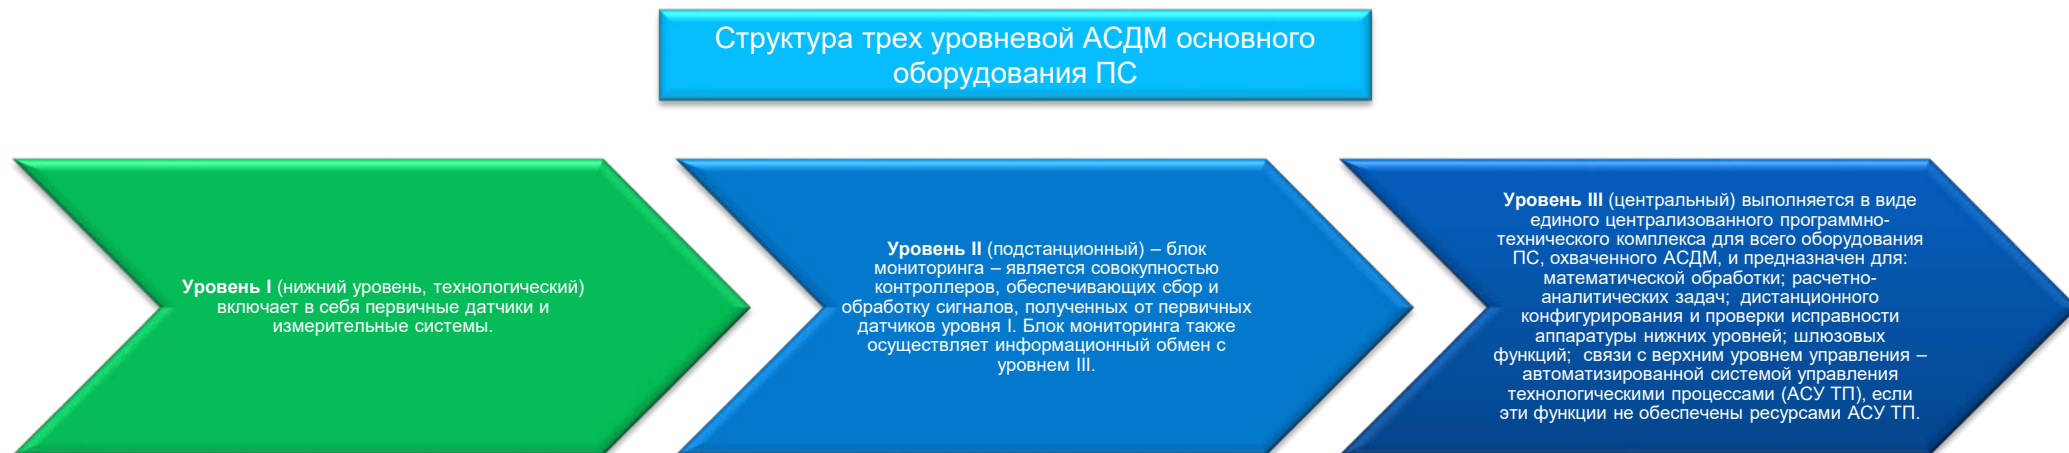 Структура трех уровневой АСДМ основного
оборудования ПС
Уровень I (нижний уровень, технологический)
включает в себя первичные датчики и
измерительные системы.
Уровень II (подстанционный) – блок
мониторинга – является совокупностью
контроллеров, обеспечивающих сбор и
обработку сигналов, полученных от первичных
датчиков уровня I. Блок мониторинга также
осуществляет информационный обмен с
уровнем III.
Уровень III (центральный) выполняется в виде
единого централизованного программно-
технического комплекса для всего оборудования
ПС, охваченного АСДМ, и предназначен для:
математической обработки; расчетно-
аналитических задач;  дистанционного
конфигурирования и проверки исправности
аппаратуры нижних уровней; шлюзовых
функций;  связи с верхним уровнем управления –
автоматизированной системой управления
технологическими процессами (АСУ ТП), если
эти функции не обеспечены ресурсами АСУ ТП.